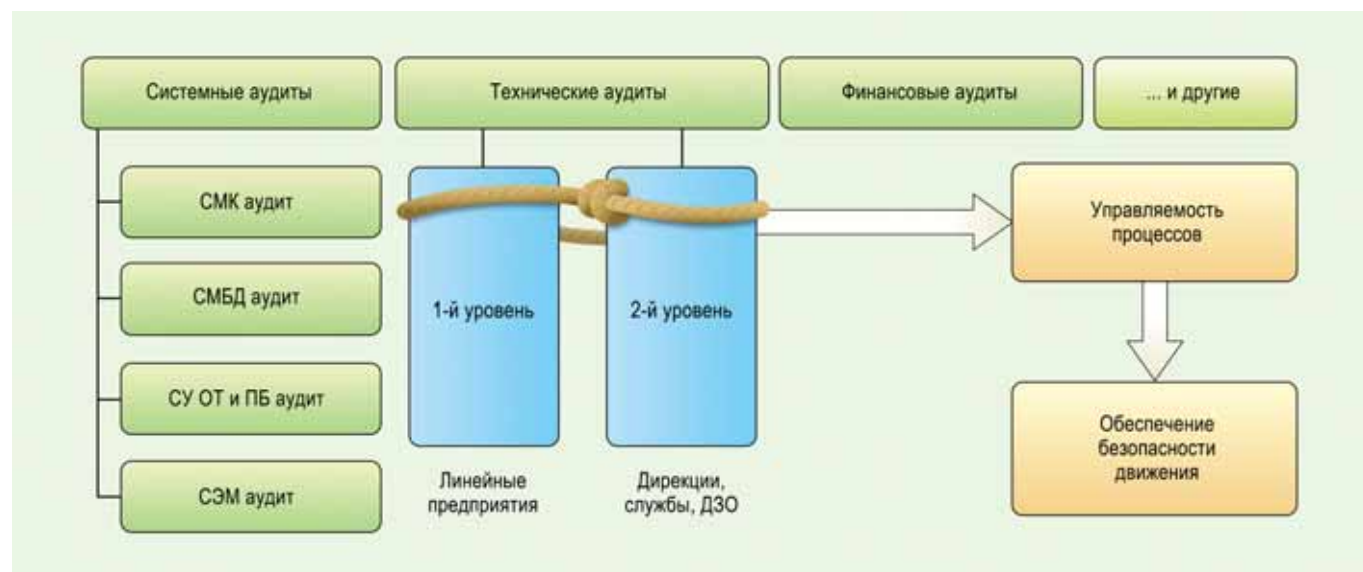 Системные аудиты
Технические аудиты
Финансовые аудиты
... и другие
СМК аудит
СМБД аудит
СУ ОТ и ПБ аудит
СЭМ аудит
1-й уровень
2-й уровень
Линейные
предприятия
Дирекции,
службы, ДЗО
Управляемость
процессов
Обеспечение
безопасности
движения